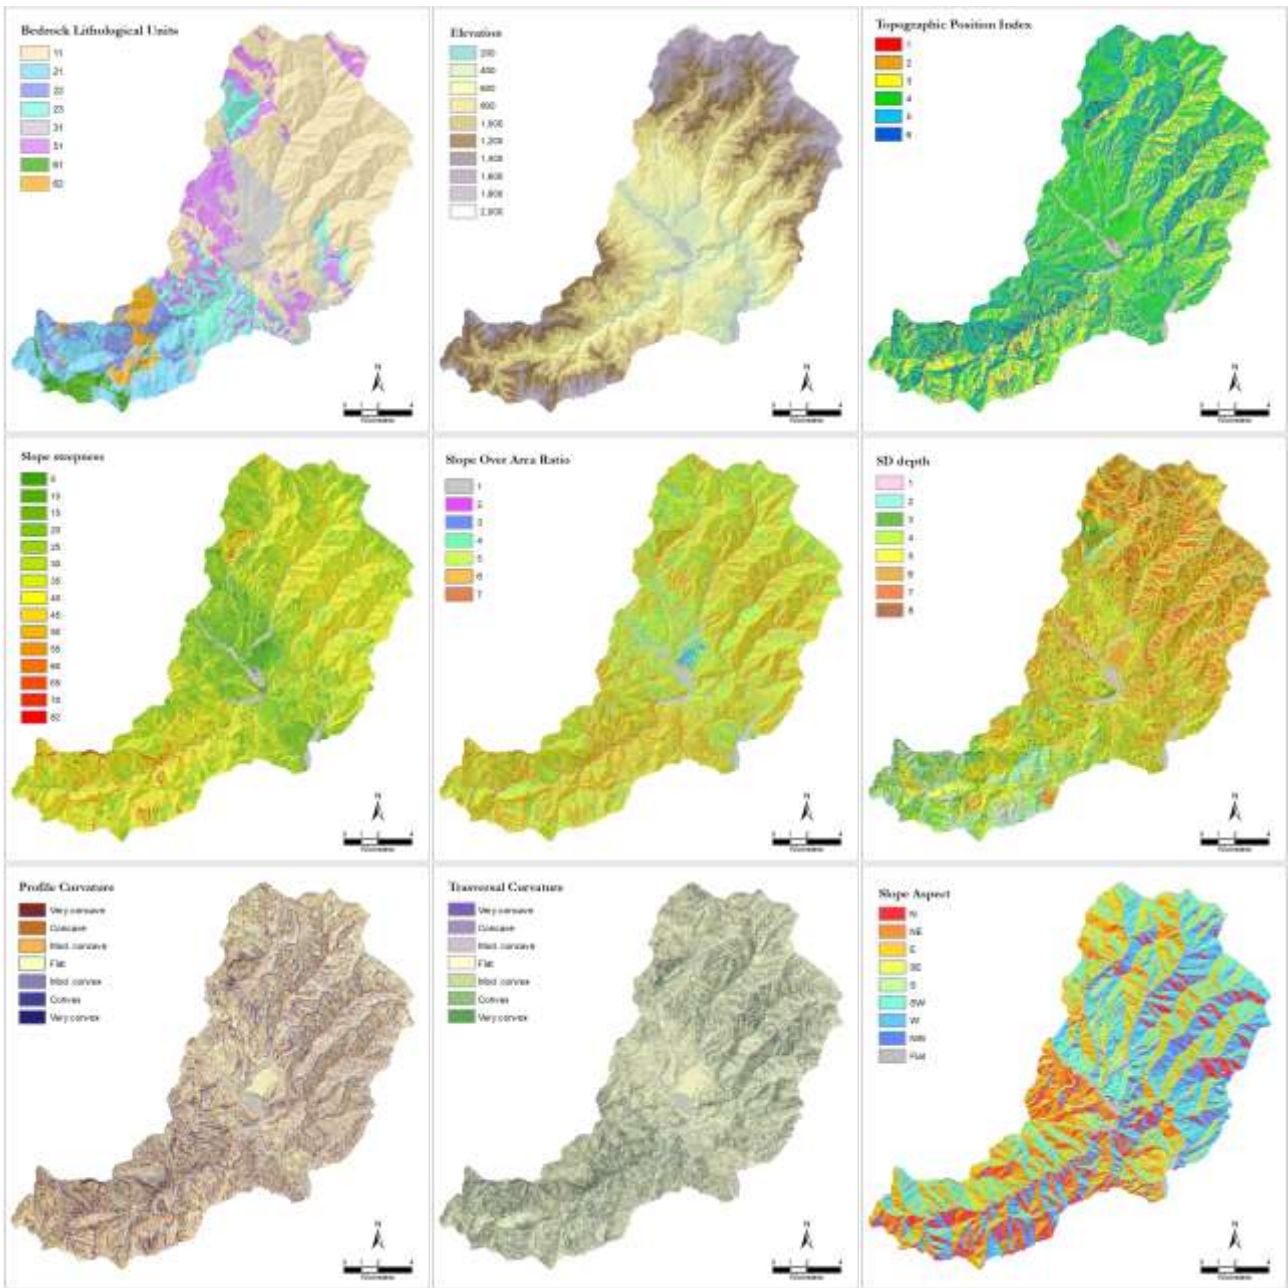 Bedrock Lithological Units
11
21
22
23
31
51
61
62
N
Elevation
200
400
600
800
1,000
1,200
1,400
1,600
1,800
2,000
N
Topographic Position Index
1
2
3
4
5
6
N
Slope steepness
5
10
15
20
25
30
35
40
45
50
55
60
65
70
82
N
Slope Over Area Ratio
1
2
3
4
5
6
7
N
SD depth
1
2
3
4
5
6
7
8
N
Profile Curvature
Very concave
Concave
Mod. concave
Flat
Mod. convex
Convex
Very convex
N
Trasversal Curvature
Very concave
Concave
Mod. concave
Flat
Mod. convex
Convex
Very convex
N
Slope Aspect
N
NE
E
SE
S
SW
W
NW
Flat
N